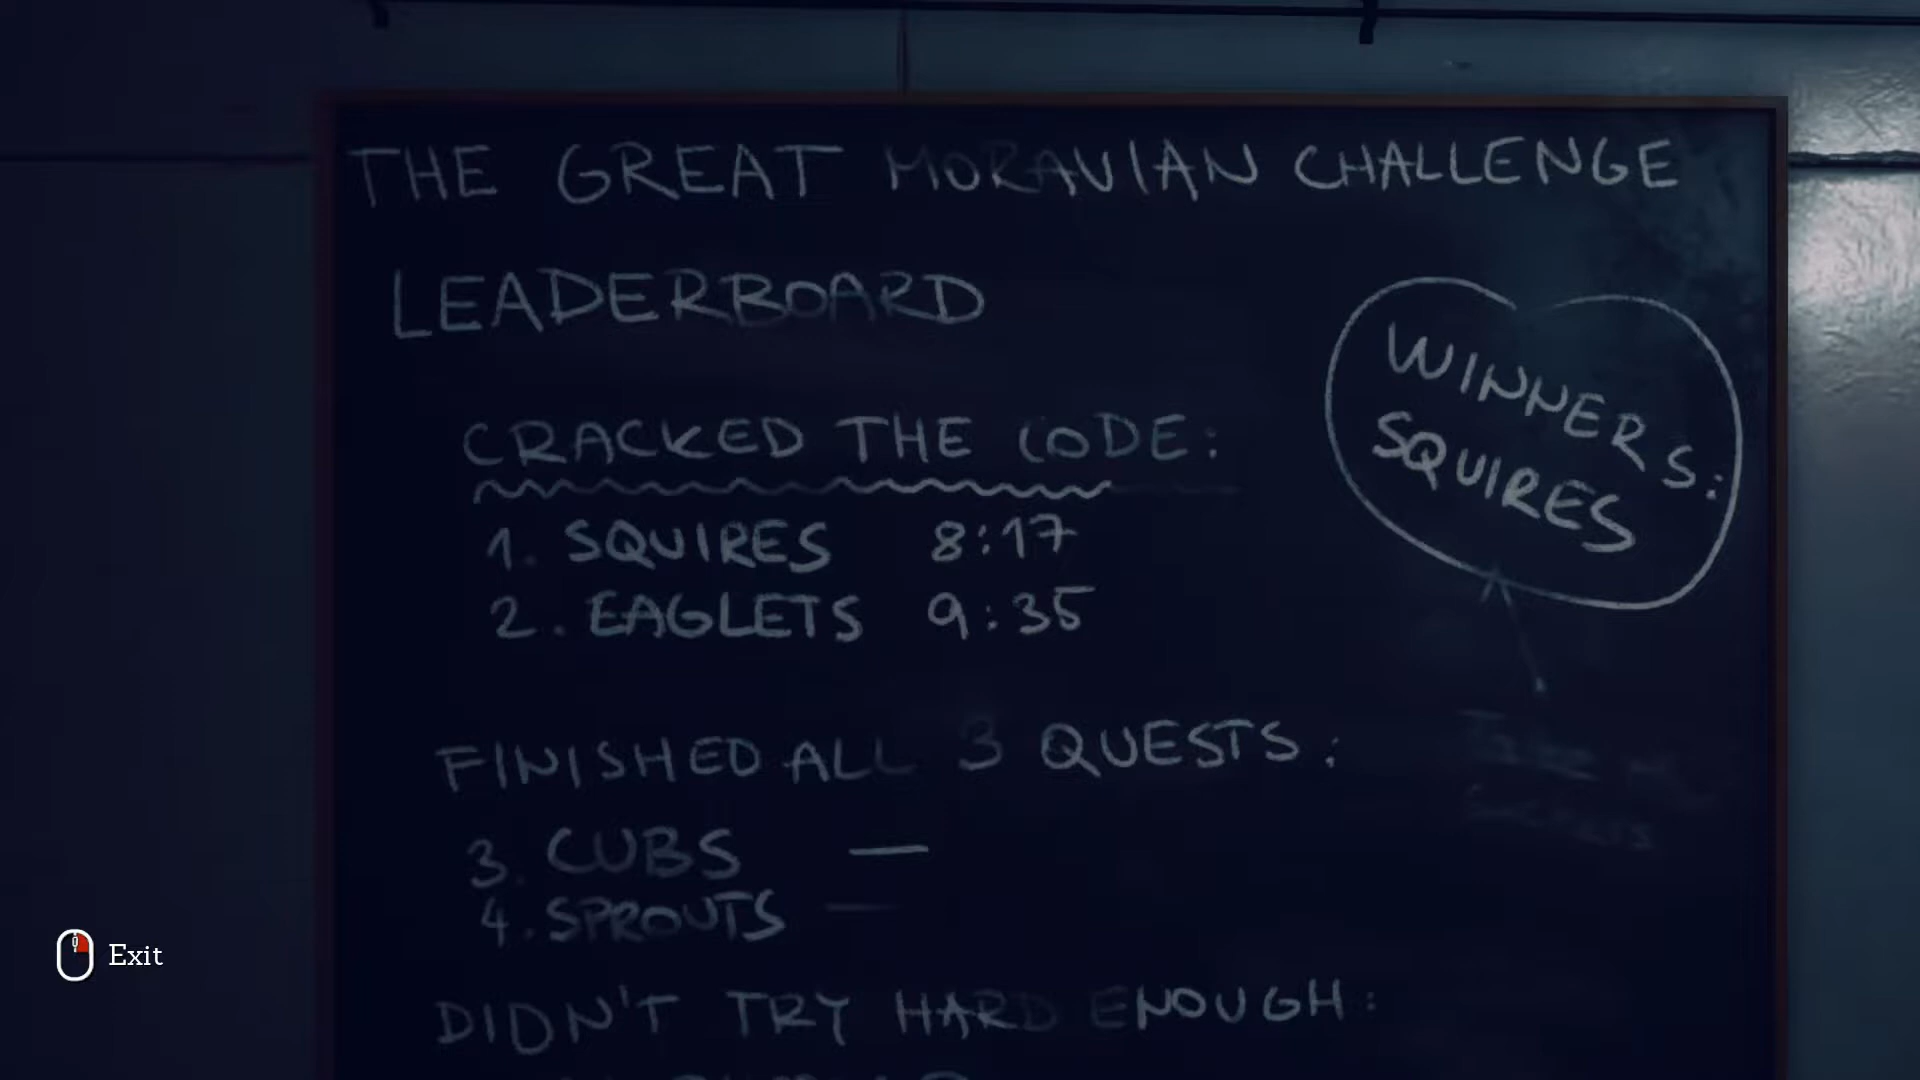 THE GREAT MORAVIAN CHALLENGE
LEADERBOARD
WINNERS:
SQUIRES
CRACKED THE CODE:
1. SQUIRES 8:17
2. EAGLETS 9:35
FINISHED ALL 3 QUESTS:
3. CUBS —
4. SPROUTS —
DIDN'T TRY HARD ENOUGH:
Exit